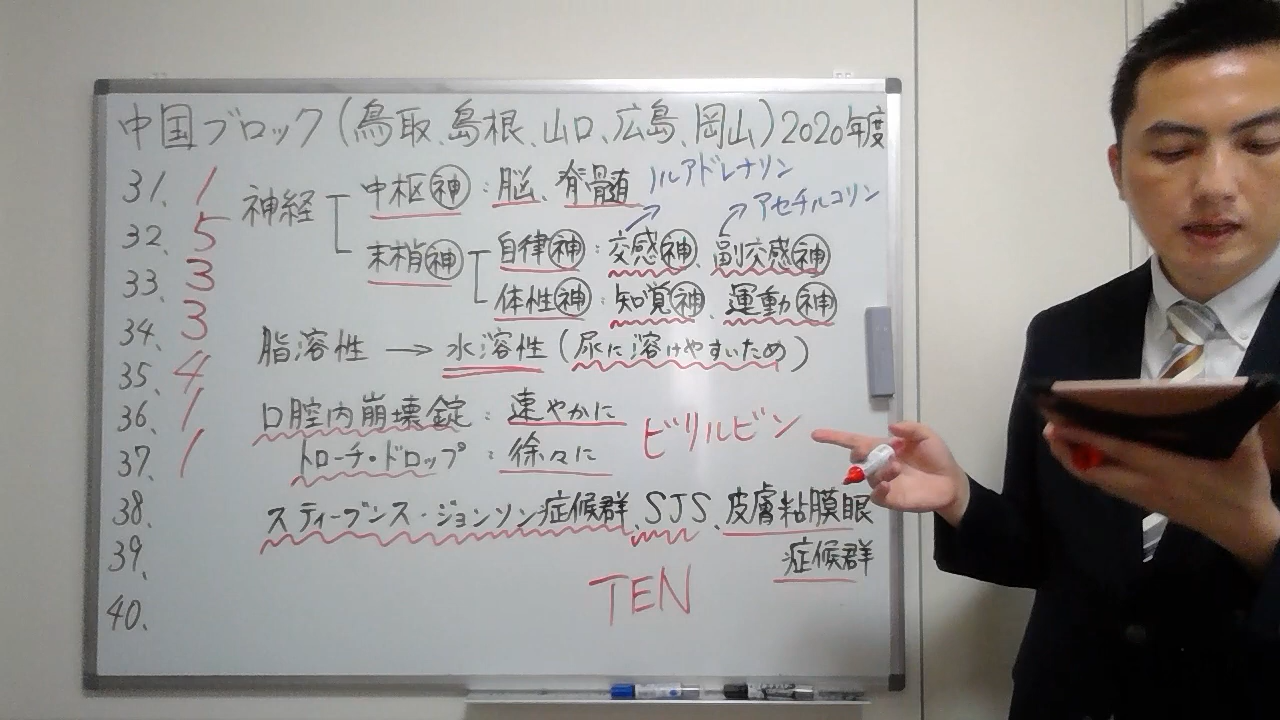 中国ブロック(鳥取、島根、山口、広島、岡山)2020年度
31. 1
32. 5
33. 3
34. 3
35. 4
36. 1
37. 1
38.
39.
40.
神経
中枢神:脳、脊髄
ノルアドレナリン
アセチルコリン
末梢神
自律神:交感神、副交感神
体性神:知覚神、運動神
脂溶性→水溶性(尿に溶けやすいため)
口腔内崩壊錠:速やかに
トローチ・ドロップ:徐々に
ビリルビン
スティーブンス・ジョンソン症候群、SJS、皮膚粘膜眼
症候群
TEN